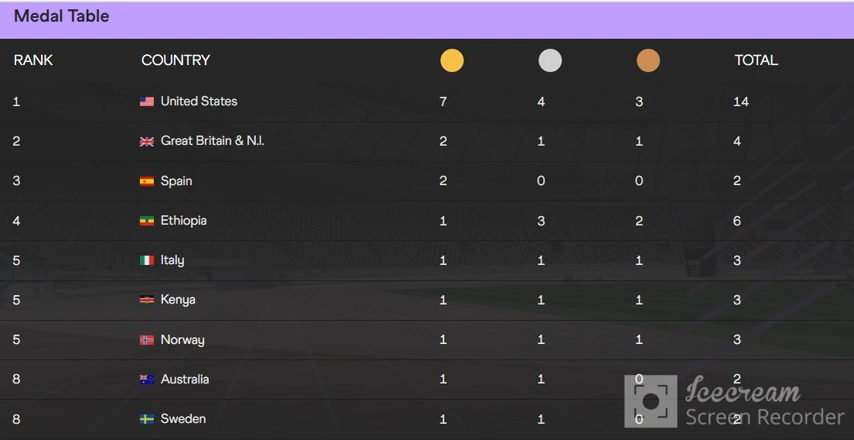 Medal Table
RANK COUNTRY TOTAL
1 United States 7 4 3 14
2 Great Britain & N.I. 2 1 1 4
3 Spain 2 0 0 2
4 Ethiopia 1 3 2 6
5 Italy 1 1 1 3
5 Kenya 1 1 1 3
5 Norway 1 1 1 3
8 Australia 1 1 0 2
8 Sweden 1 1 0 2
Icecream
Screen Recorder